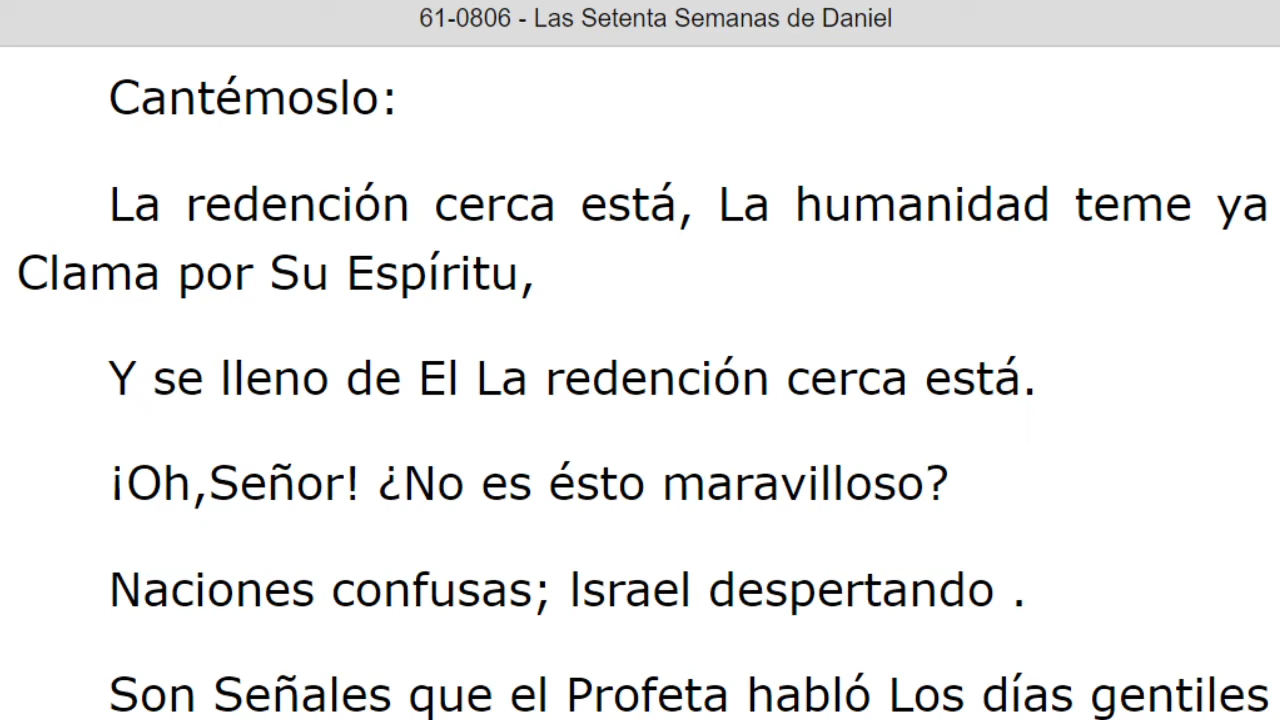 61-0806 - Las Setenta Semanas de Daniel
Cantémoslo:
La redención cerca está, La humanidad teme ya
Clama por Su Espíritu,
Y se lleno de El La redención cerca está.
¡Oh,Señor! ¿No es ésto maravilloso?
Naciones confusas; lsrael despertando .
Son Señales que el Profeta habló Los días gentiles